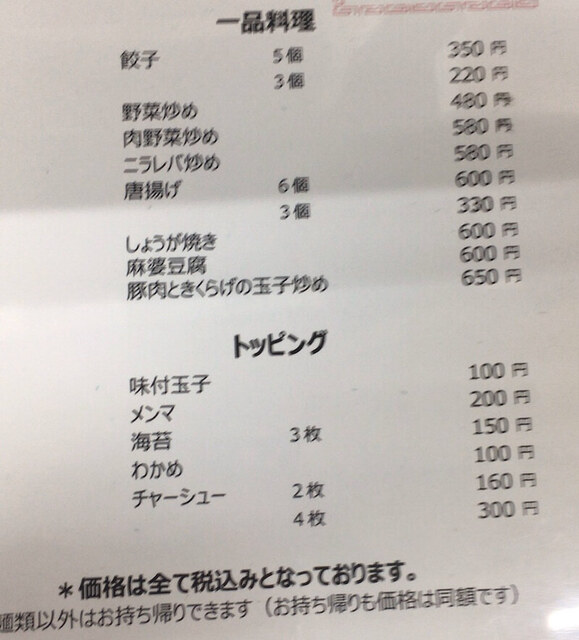 一品料理
餃子 5個 350円
3個 220円
野菜炒め 480円
肉野菜炒め 580円
ニラレバ炒め 580円
唐揚げ 6個 600円
3個 330円
しょうが焼き 600円
麻婆豆腐 600円
豚肉ときくらげの玉子炒め 650円
トッピング
味付玉子 100円
メンマ 200円
海苔 3枚 150円
わかめ 100円
チャーシュー 2枚 160円
4枚 300円
＊価格は全て税込みとなっております。
麺類以外はお持ち帰りできます（お持ち帰りも価格は同額です）